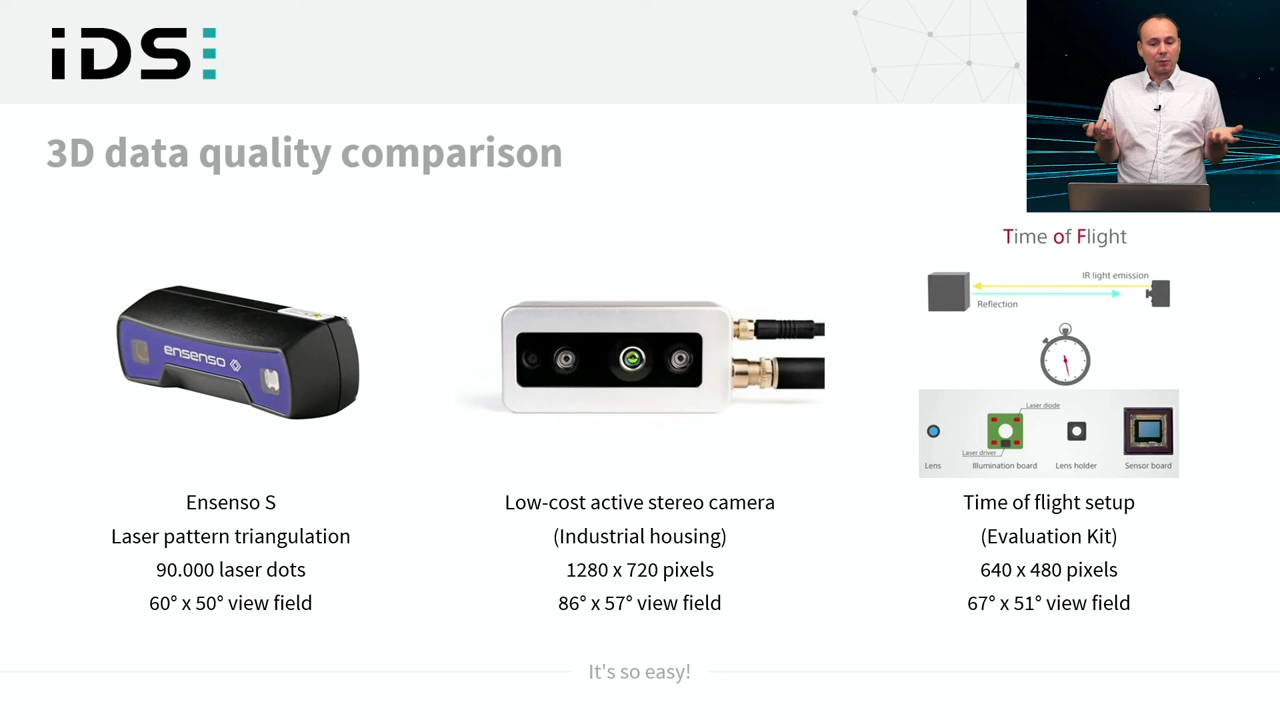 iDS
3D data quality comparison
Time of Flight
IR light emission
Reflection
ensenso
Laser diode
Laser driver
Lens
Illumination board
Lens holder
Sensor board
Ensenso S
Laser pattern triangulation
90.000 laser dots
60° x 50° view field
Low-cost active stereo camera
(Industrial housing)
1280 x 720 pixels
86° x 57° view field
Time of flight setup
(Evaluation Kit)
640 x 480 pixels
67° x 51° view field
It's so easy!